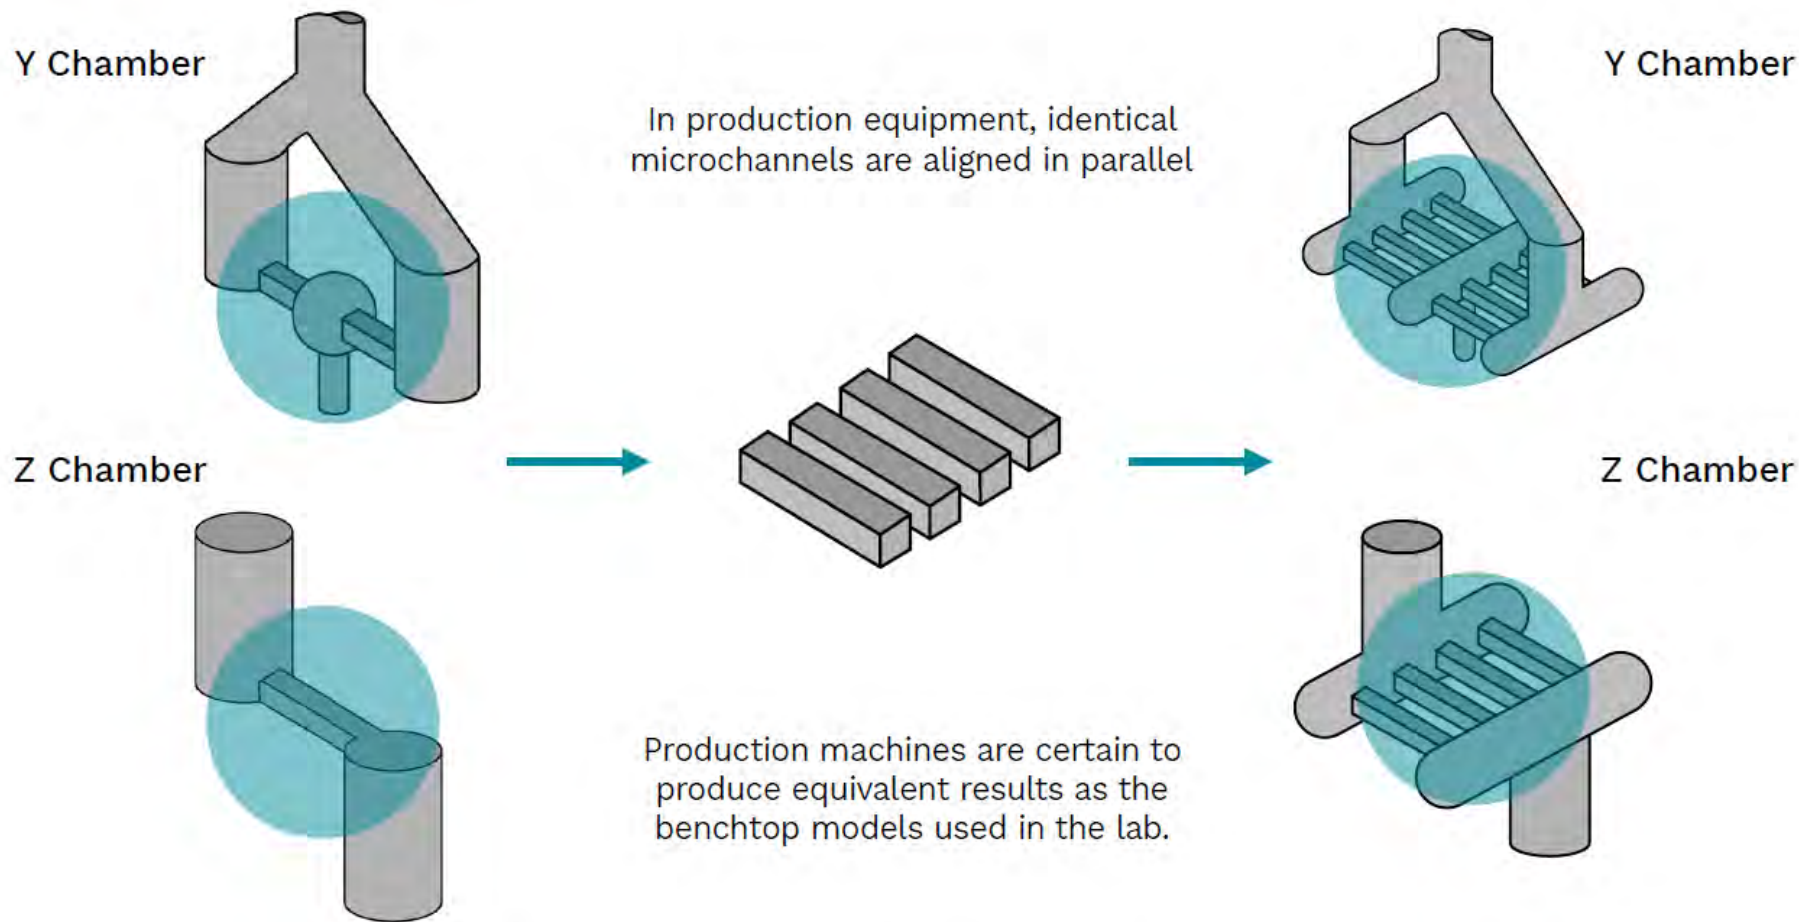 Y Chamber
Y Chamber
In production equipment, identical
microchannels are aligned in parallel
Z Chamber
Z Chamber
Production machines are certain to
produce equivalent results as the
benchtop models used in the lab.